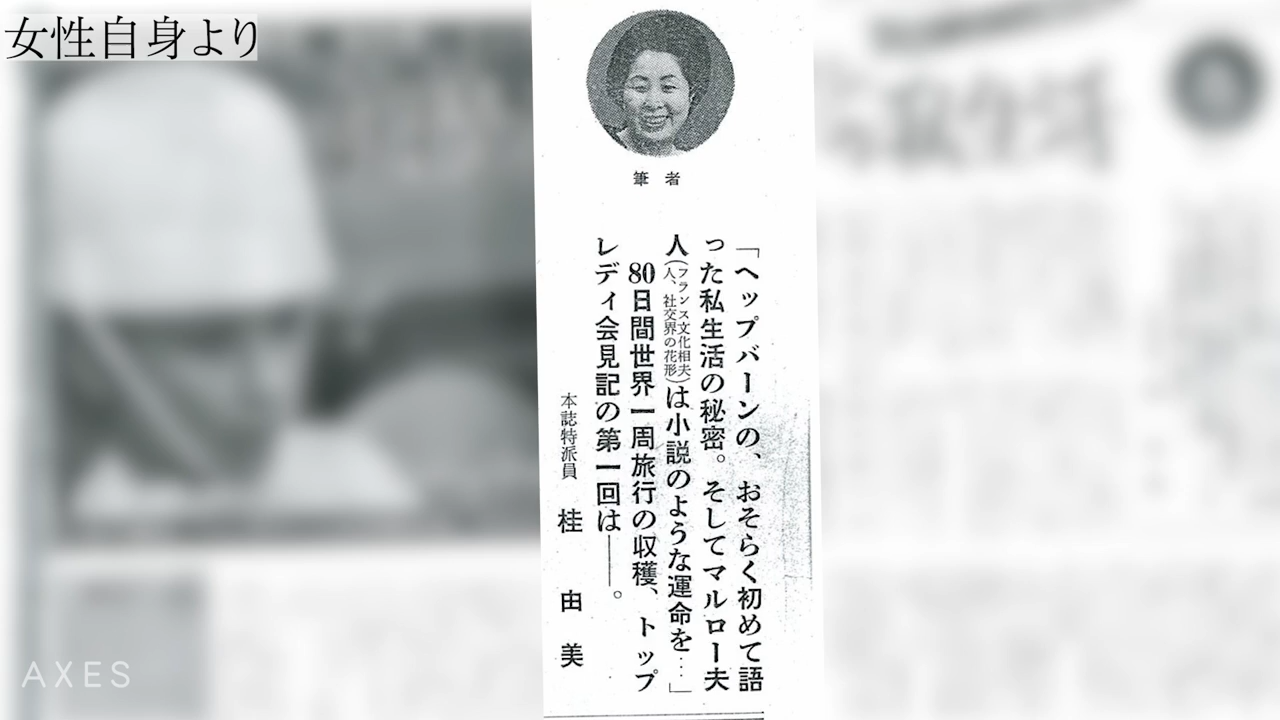 女性自身より
筆者
「ヘップバーンの、おそらく初めて語
った私生活の秘密。そしてマルロー夫
人(フランス文化相夫人、社交界の花形)は小説のような運命を…」
80日間世界一周旅行の収穫、トップ
レディ会見記の第一回は――。
本誌特派員 桂由美
AXES